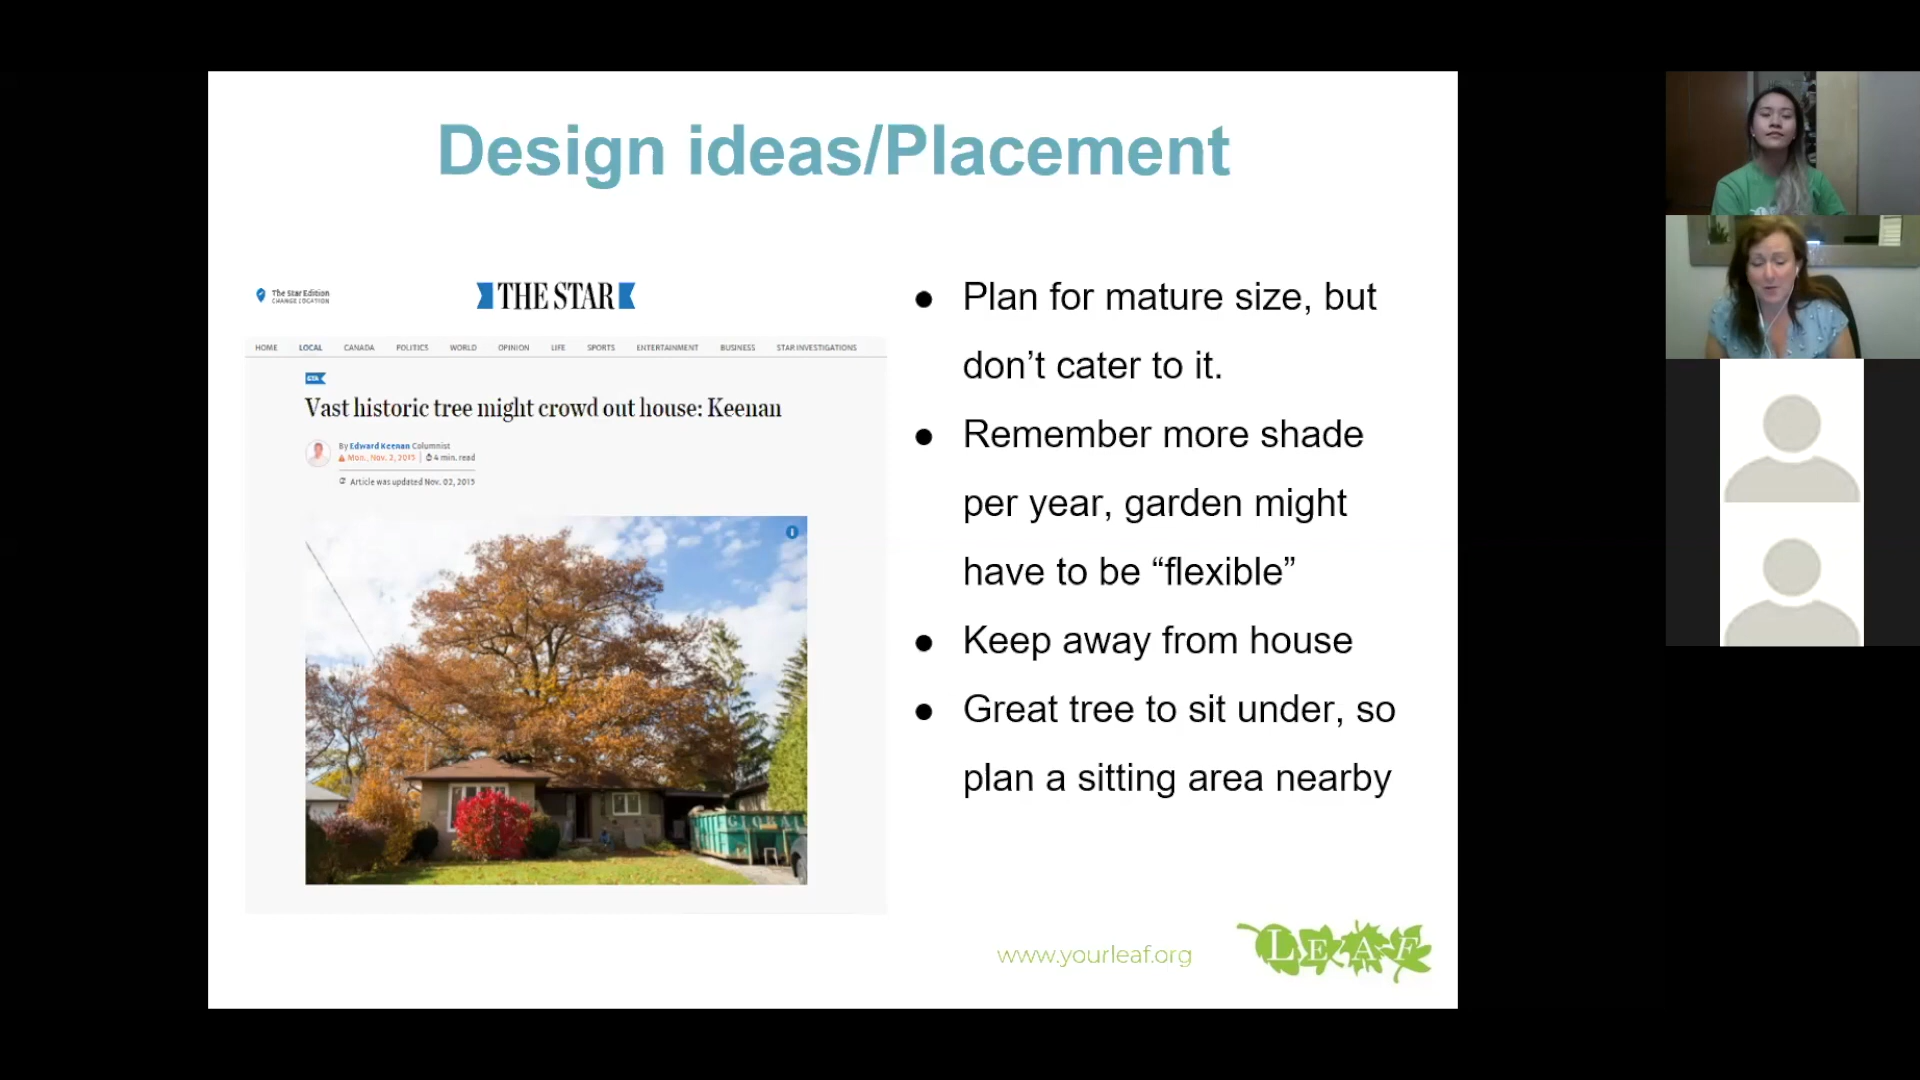 Design ideas/Placement
The Star Edition
CHANGE LOCATION
THE STAR
HOME LOCAL CANADA POLITICS WORLD OPINION LIFE SPORTS ENTERTAINMENT BUSINESS STAR INVESTIGATIONS
GTA
Vast historic tree might crowd out house: Keenan
By Edward Keenan Columnist
Mon., Nov. 2, 2015 | 4 min. read
Article was updated Nov. 02, 2015
GLOBAL
● Plan for mature size, but
don’t cater to it.
● Remember more shade
per year, garden might
have to be “flexible”
● Keep away from house
● Great tree to sit under, so
plan a sitting area nearby
www.yourleaf.org
LEAF